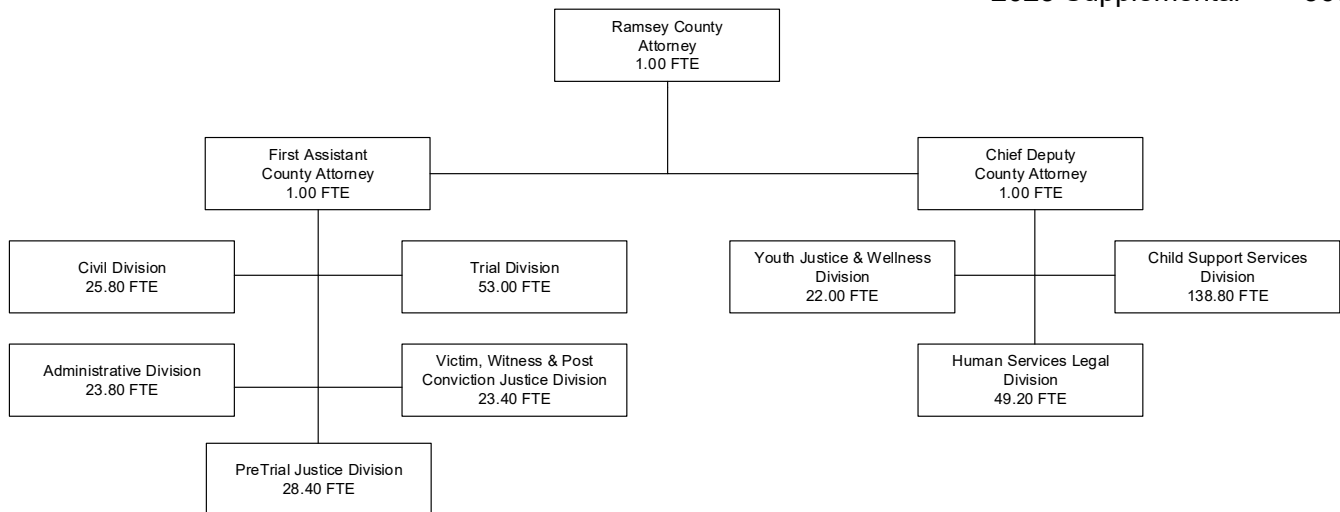 Ramsey County
Attorney
1.00 FTE
First Assistant
County Attorney
1.00 FTE
Chief Deputy
County Attorney
1.00 FTE
Civil Division
25.80 FTE
Trial Division
53.00 FTE
Youth Justice & Wellness
Division
22.00 FTE
Child Support Services
Division
138.80 FTE
Administrative Division
23.80 FTE
Victim, Witness & Post
Conviction Justice Division
23.40 FTE
Human Services Legal
Division
49.20 FTE
PreTrial Justice Division
28.40 FTE